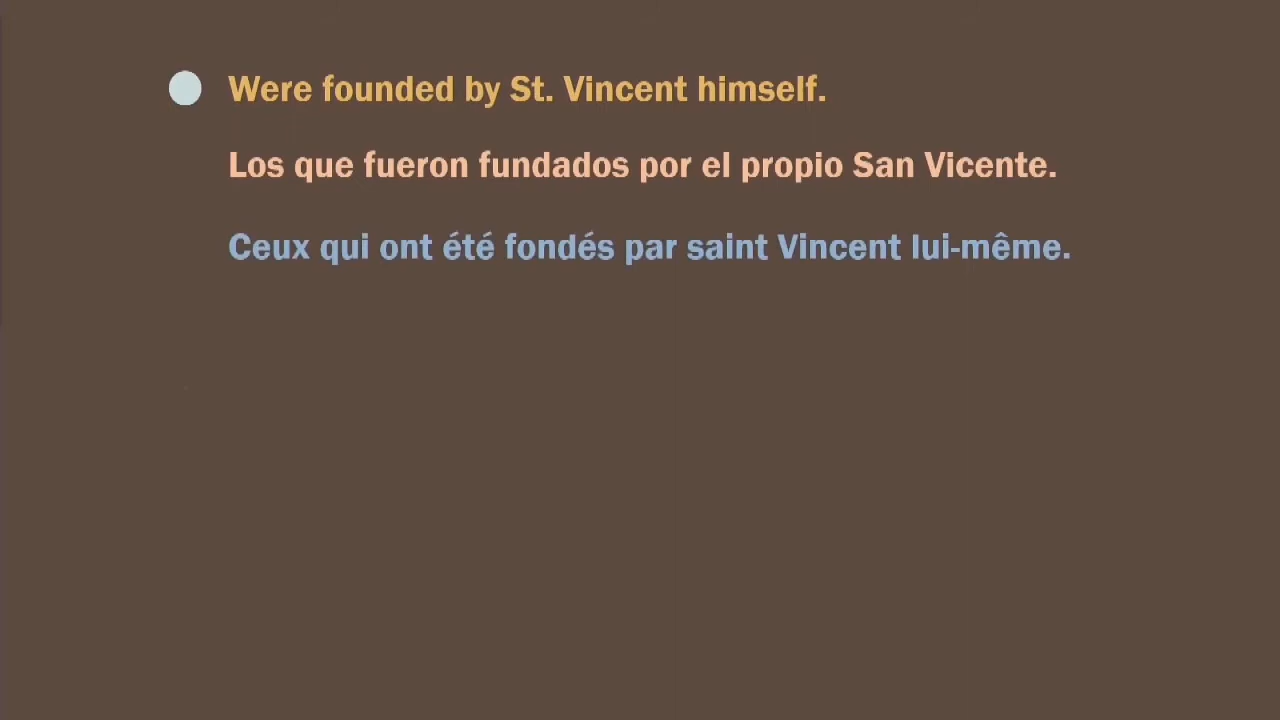 Were founded by St. Vincent himself.
Los que fueron fundados por el propio San Vicente.
Ceux qui ont été fondés par saint Vincent lui-même.